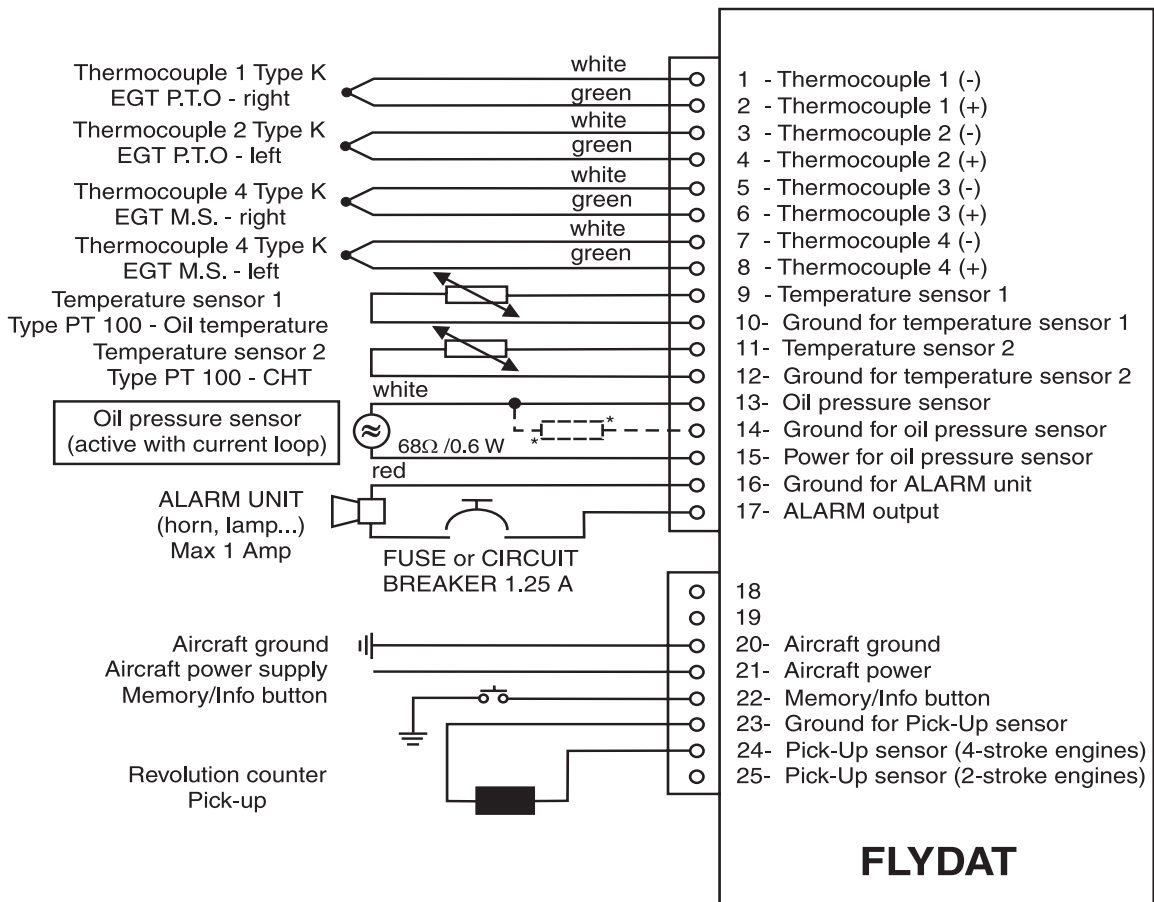 Thermocouple 1 Type K
EGT P.T.O - right
white
green
Thermocouple 2 Type K
EGT P.T.O - left
white
green
Thermocouple 4 Type K
EGT M.S. - right
white
green
Thermocouple 4 Type K
EGT M.S. - left
white
green
Temperature sensor 1
Type PT 100 - Oil temperature
Temperature sensor 2
Type PT 100 - CHT
white
Oil pressure sensor
(active with current loop)
≈
* *
68Ω /0.6 W
red
ALARM UNIT
(horn, lamp...)
Max 1 Amp
FUSE or CIRCUIT
BREAKER 1.25 A
Aircraft ground
Aircraft power supply
Memory/Info button
Revolution counter
Pick-up
1 - Thermocouple 1 (-)
2 - Thermocouple 1 (+)
3 - Thermocouple 2 (-)
4 - Thermocouple 2 (+)
5 - Thermocouple 3 (-)
6 - Thermocouple 3 (+)
7 - Thermocouple 4 (-)
8 - Thermocouple 4 (+)
9 - Temperature sensor 1
10- Ground for temperature sensor 1
11- Temperature sensor 2
12- Ground for temperature sensor 2
13- Oil pressure sensor
14- Ground for oil pressure sensor
15- Power for oil pressure sensor
16- Ground for ALARM unit
17- ALARM output
18
19
20- Aircraft ground
21- Aircraft power
22- Memory/Info button
23- Ground for Pick-Up sensor
24- Pick-Up sensor (4-stroke engines)
25- Pick-Up sensor (2-stroke engines)
FLYDAT